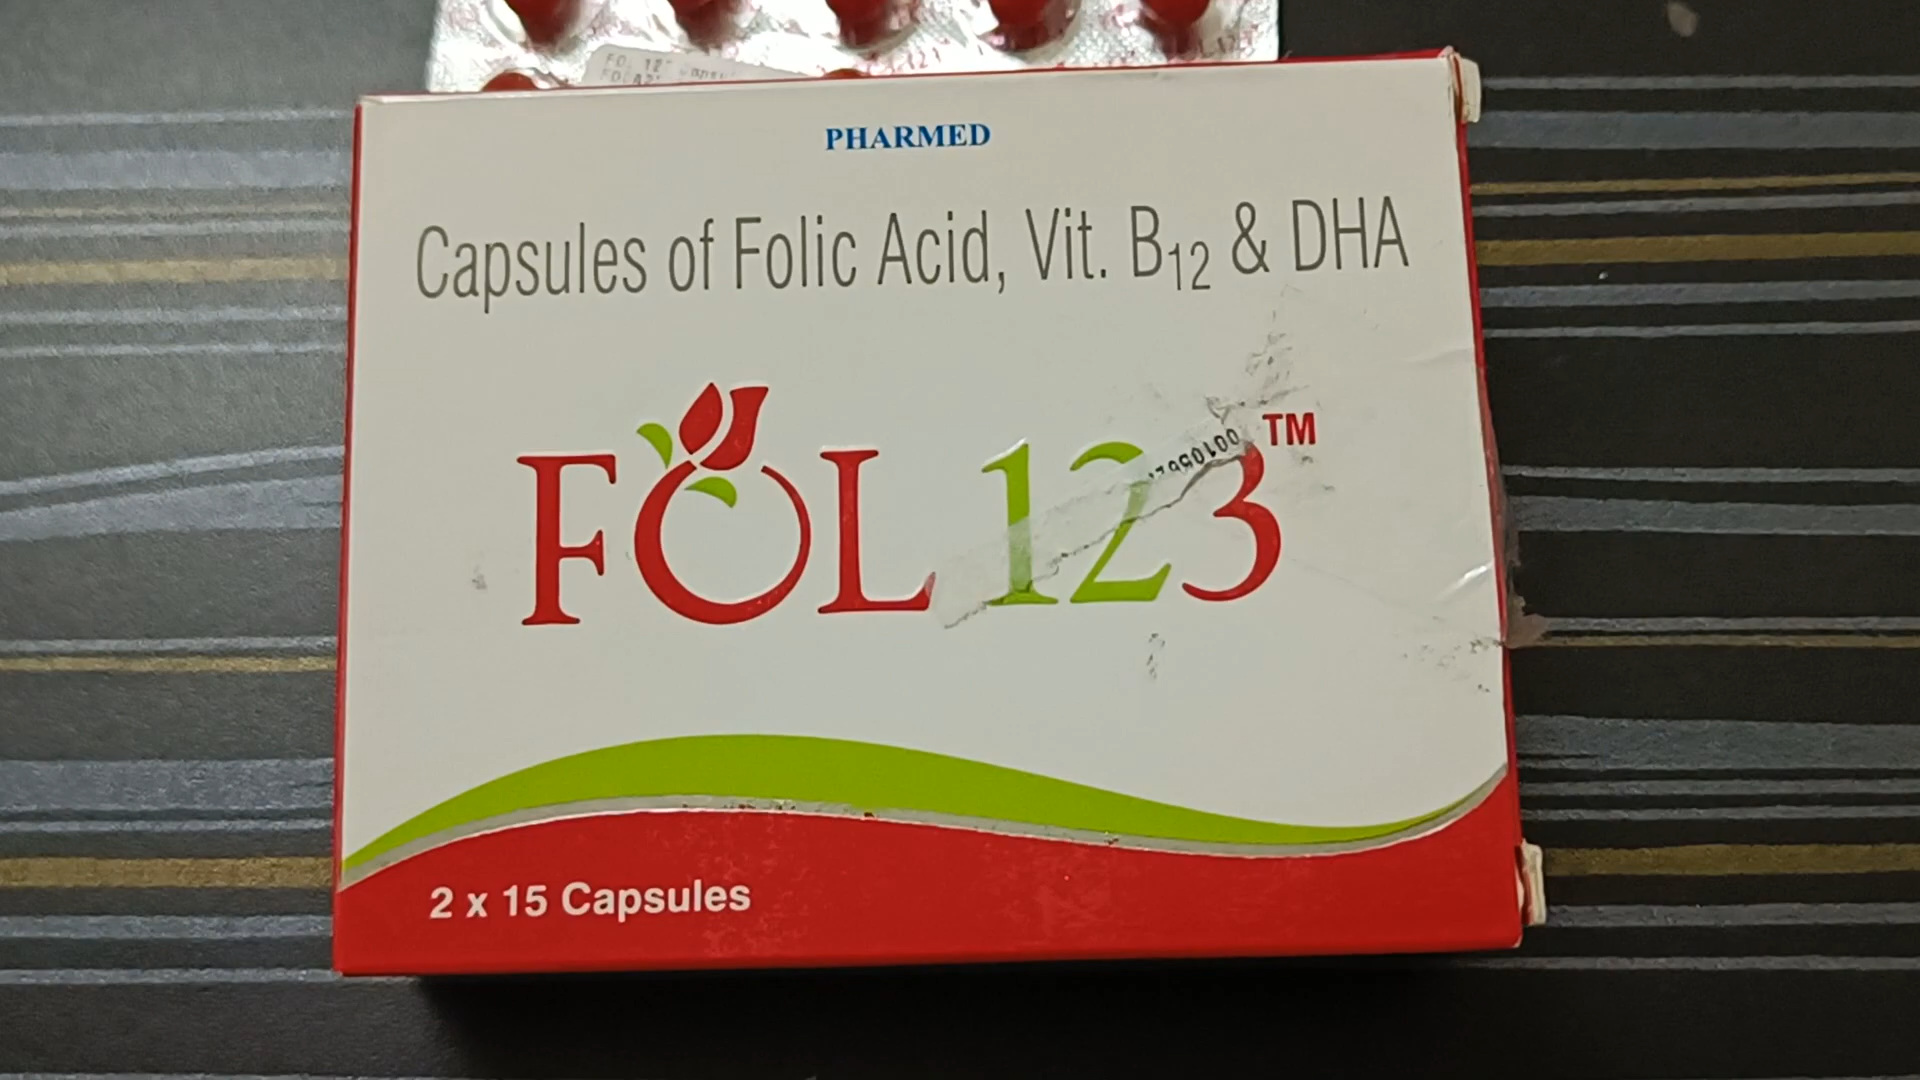 PHARMED
Capsules of Folic Acid, Vit. B₁₂ & DHA
FOL 123™
2 x 15 Capsules